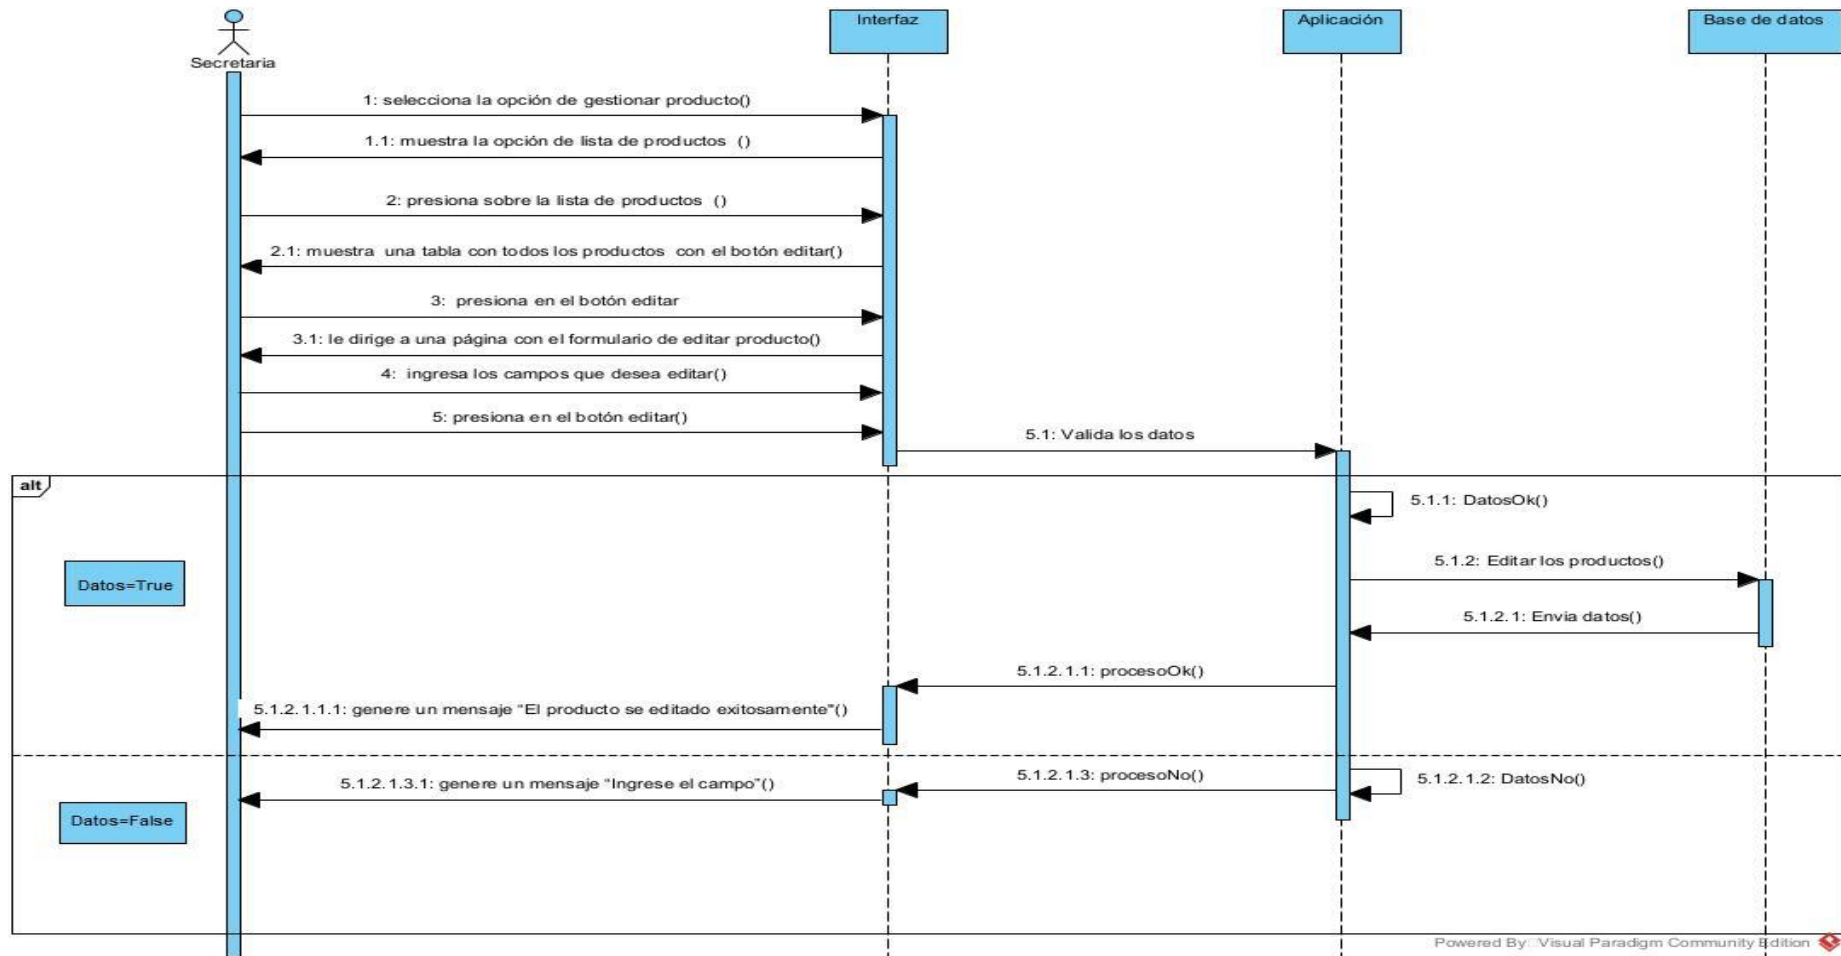 Secretaria
Interfaz
Aplicación
Base de datos
1: selecciona la opción de gestionar producto()
1.1: muestra la opción de lista de productos ()
2: presiona sobre la lista de productos ()
2.1: muestra una tabla con todos los productos con el botón editar()
3: presiona en el botón editar
3.1: le dirige a una página con el formulario de editar producto()
4: ingresa los campos que desea editar()
5: presiona en el botón editar()
5.1: Valida los datos
alt
5.1.1: DatosOk()
Datos=True
5.1.2: Editar los productos()
5.1.2.1: Envia datos()
5.1.2.1.1: procesoOk()
5.1.2.1.1.1: genere un mensaje “El producto se editado exitosamente”()
5.1.2.1.3.1: genere un mensaje “Ingrese el campo”()
5.1.2.1.3: procesoNo()
5.1.2.1.2: DatosNo()
Datos=False
Powered By: Visual Paradigm Community Edition